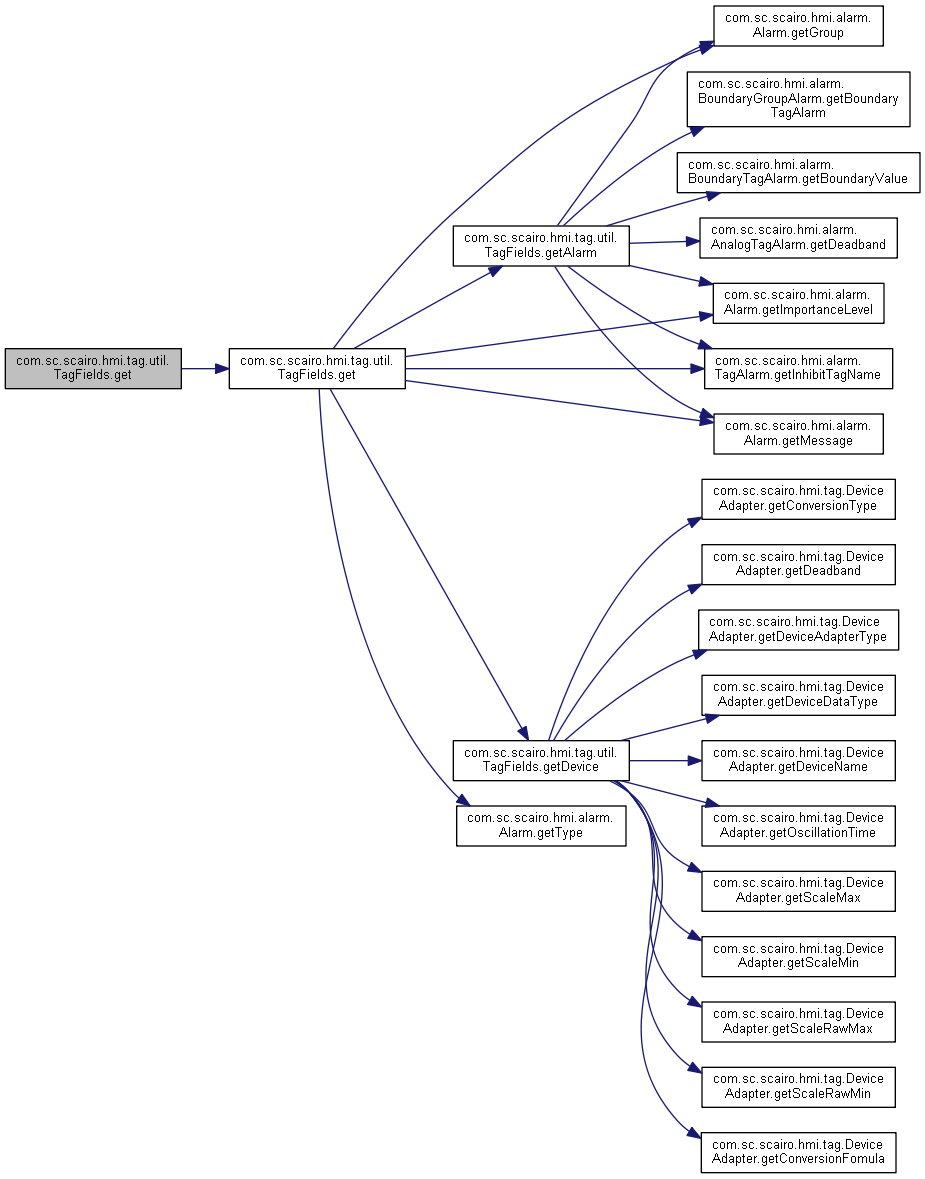 com.sc.scairo.hmi.tag.util.
TagFields.get
com.sc.scairo.hmi.tag.util.
TagFields.get
com.sc.scairo.hmi.tag.util.
TagFields.getAlarm
com.sc.scairo.hmi.tag.util.
TagFields.getDevice
com.sc.scairo.hmi.alarm.
Alarm.getType
com.sc.scairo.hmi.alarm.
Alarm.getGroup
com.sc.scairo.hmi.alarm.
BoundaryGroupAlarm.getBoundary
TagAlarm
com.sc.scairo.hmi.alarm.
BoundaryTagAlarm.getBoundaryValue
com.sc.scairo.hmi.alarm.
AnalogTagAlarm.getDeadband
com.sc.scairo.hmi.alarm.
Alarm.getImportanceLevel
com.sc.scairo.hmi.alarm.
TagAlarm.getInhibitTagName
com.sc.scairo.hmi.alarm.
Alarm.getMessage
com.sc.scairo.hmi.tag.Device
Adapter.getConversionType
com.sc.scairo.hmi.tag.Device
Adapter.getDeadband
com.sc.scairo.hmi.tag.Device
Adapter.getDeviceAdapterType
com.sc.scairo.hmi.tag.Device
Adapter.getDeviceDataType
com.sc.scairo.hmi.tag.Device
Adapter.getDeviceName
com.sc.scairo.hmi.tag.Device
Adapter.getOscillationTime
com.sc.scairo.hmi.tag.Device
Adapter.getScaleMax
com.sc.scairo.hmi.tag.Device
Adapter.getScaleMin
com.sc.scairo.hmi.tag.Device
Adapter.getScaleRawMax
com.sc.scairo.hmi.tag.Device
Adapter.getScaleRawMin
com.sc.scairo.hmi.tag.Device
Adapter.getConversionFomula